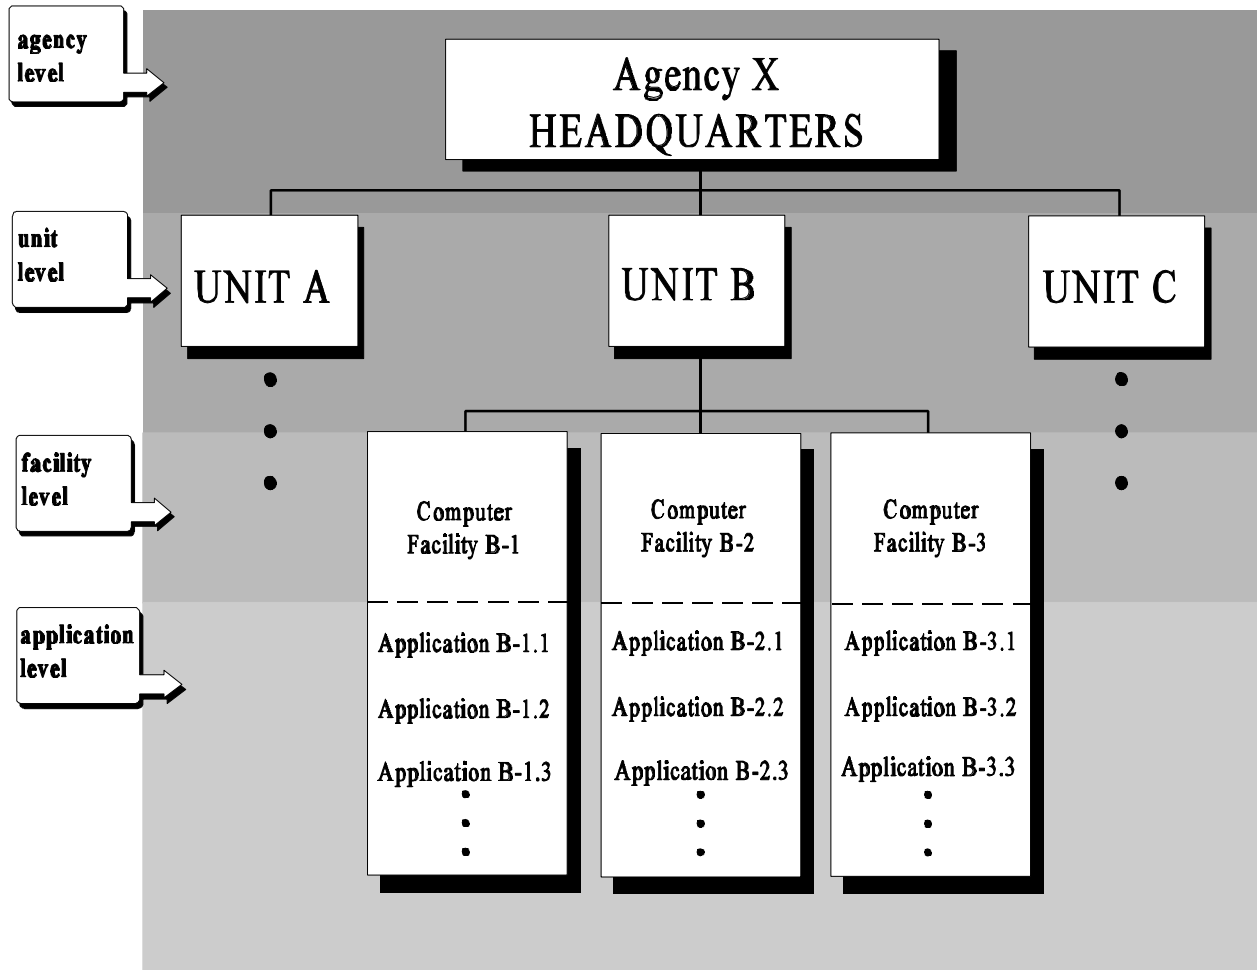 agency
level
Agency X
HEADQUARTERS
unit
level
UNIT A
UNIT B
UNIT C
facility
level
Computer
Facility B-1
Computer
Facility B-2
Computer
Facility B-3
application
level
Application B-1.1
Application B-1.2
Application B-1.3
Application B-2.1
Application B-2.2
Application B-2.3
Application B-3.1
Application B-3.2
Application B-3.3